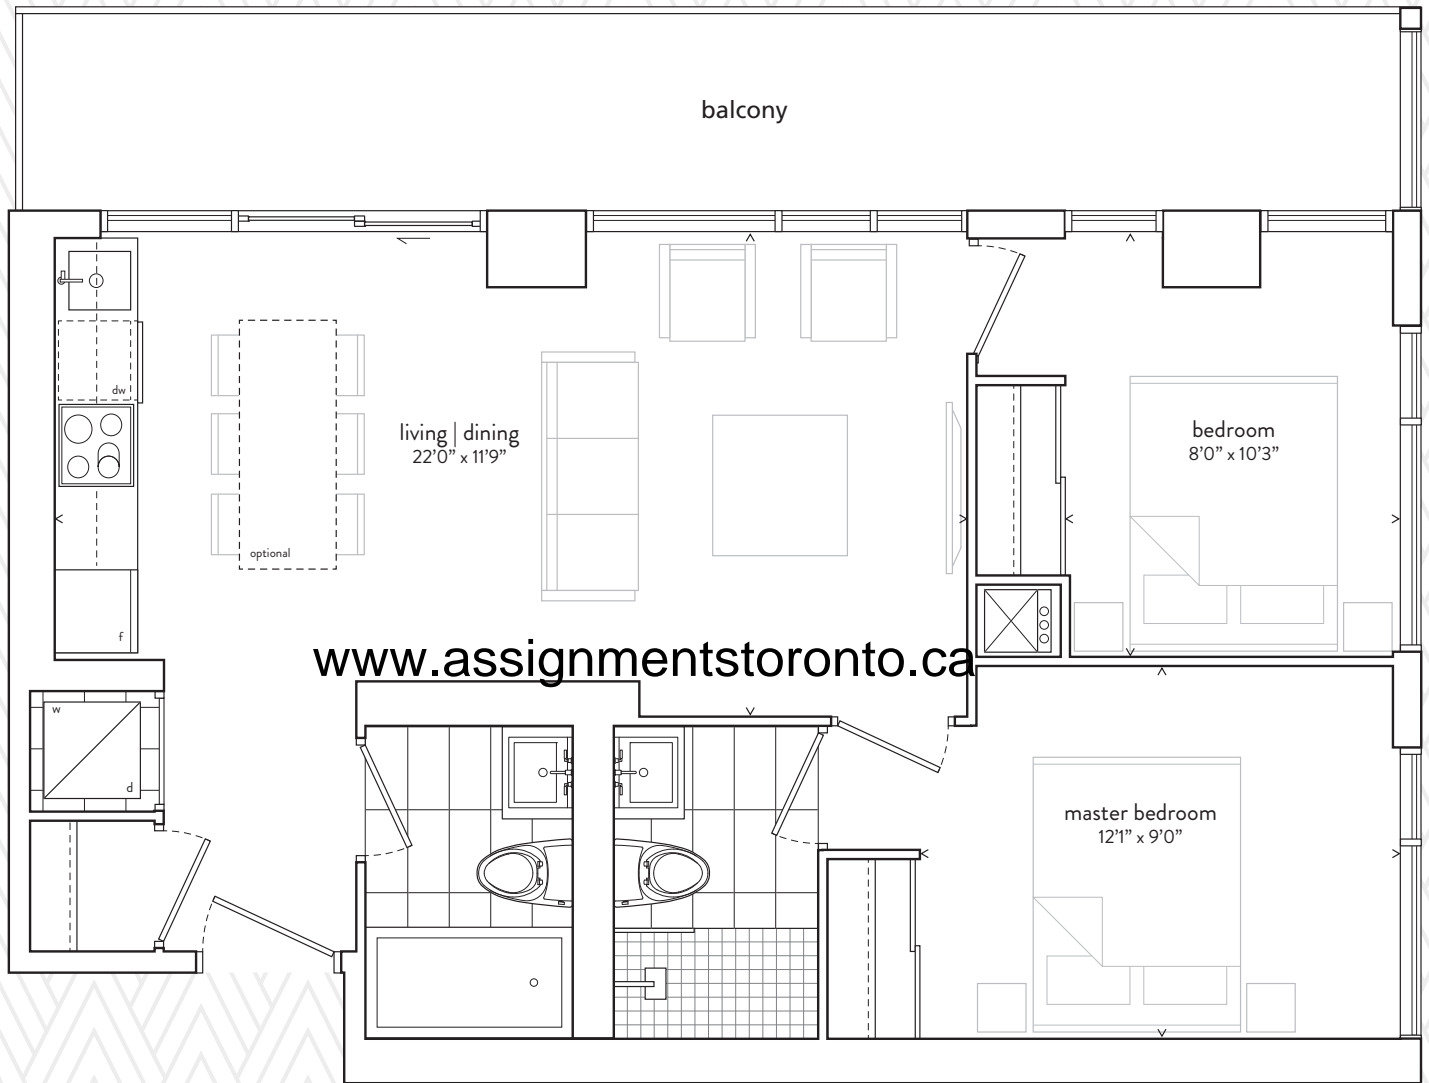 balcony
dw
living | dining
22'0" x 11'9"
bedroom
8'0" x 10'3"
optional
f
www.assignmentstoronto.ca
w
d
master bedroom
12'1" x 9'0"